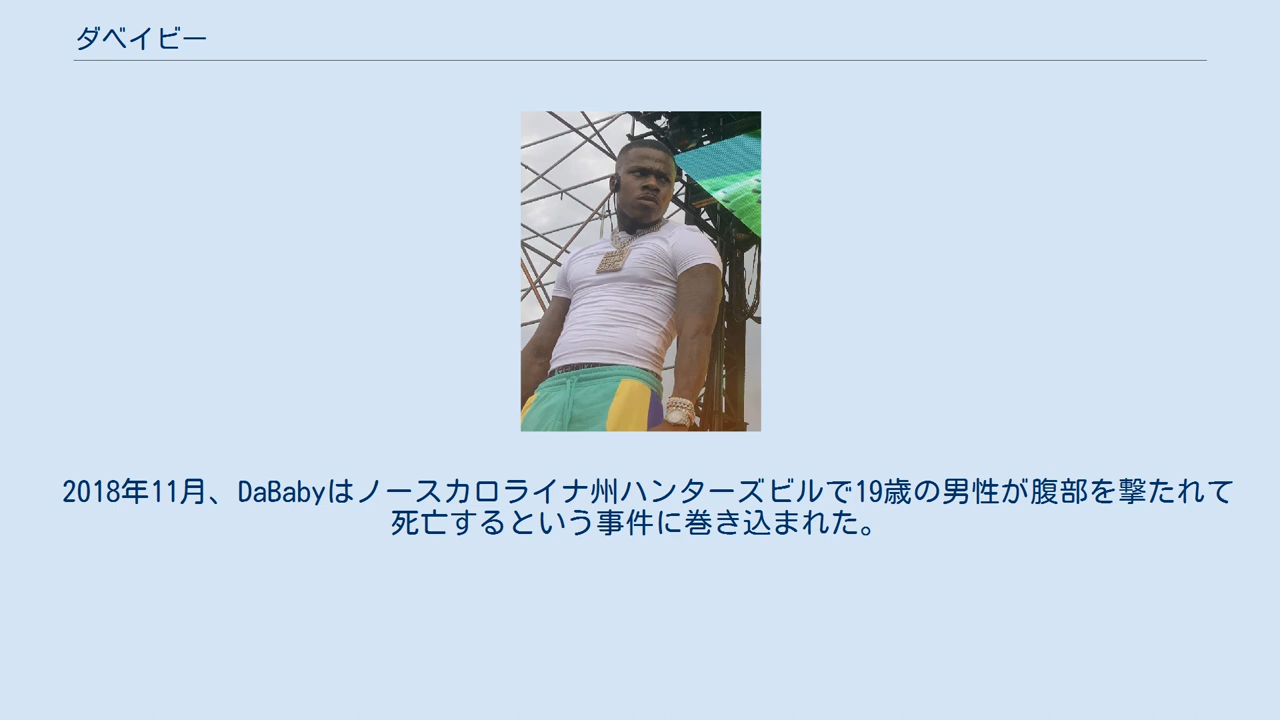 ダベイビー
2018年11月、DaBabyはノースカロライナ州ハンターズビルで19歳の男性が腹部を撃たれて
死亡するという事件に巻き込まれた。